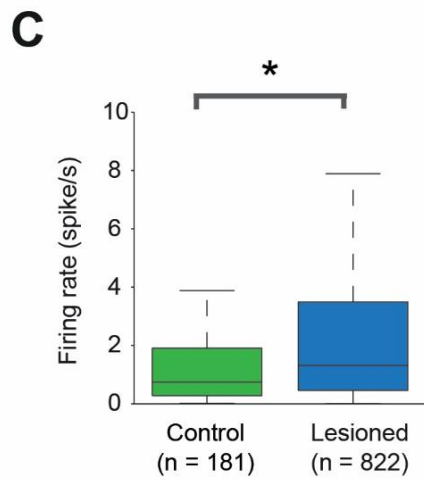 C
*
10
8
6
4
2
0
Firing rate (spike/s)
Control
(n = 181)
Lesioned
(n = 822)